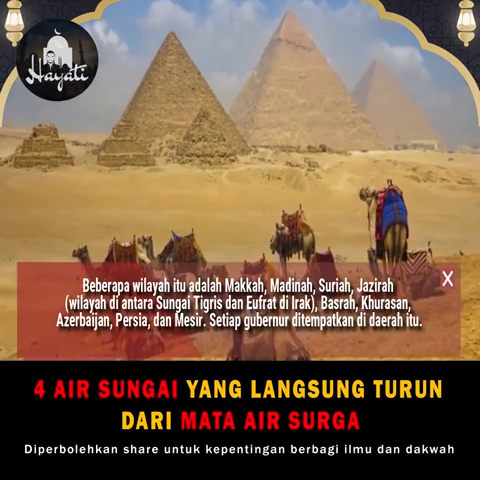 Hayati
Beberapa wilayah itu adalah Makkah, Madinah, Suriah, Jazirah
(wilayah di antara Sungai Tigris dan Eufrat di Irak), Basrah, Khurasan,
Azerbaijan, Persia, dan Mesir. Setiap gubernur ditempatkan di daerah itu.
X
4 AIR SUNGAI YANG LANGSUNG TURUN
DARI MATA AIR SURGA
Diperbolehkan share untuk kepentingan berbagi ilmu dan dakwah